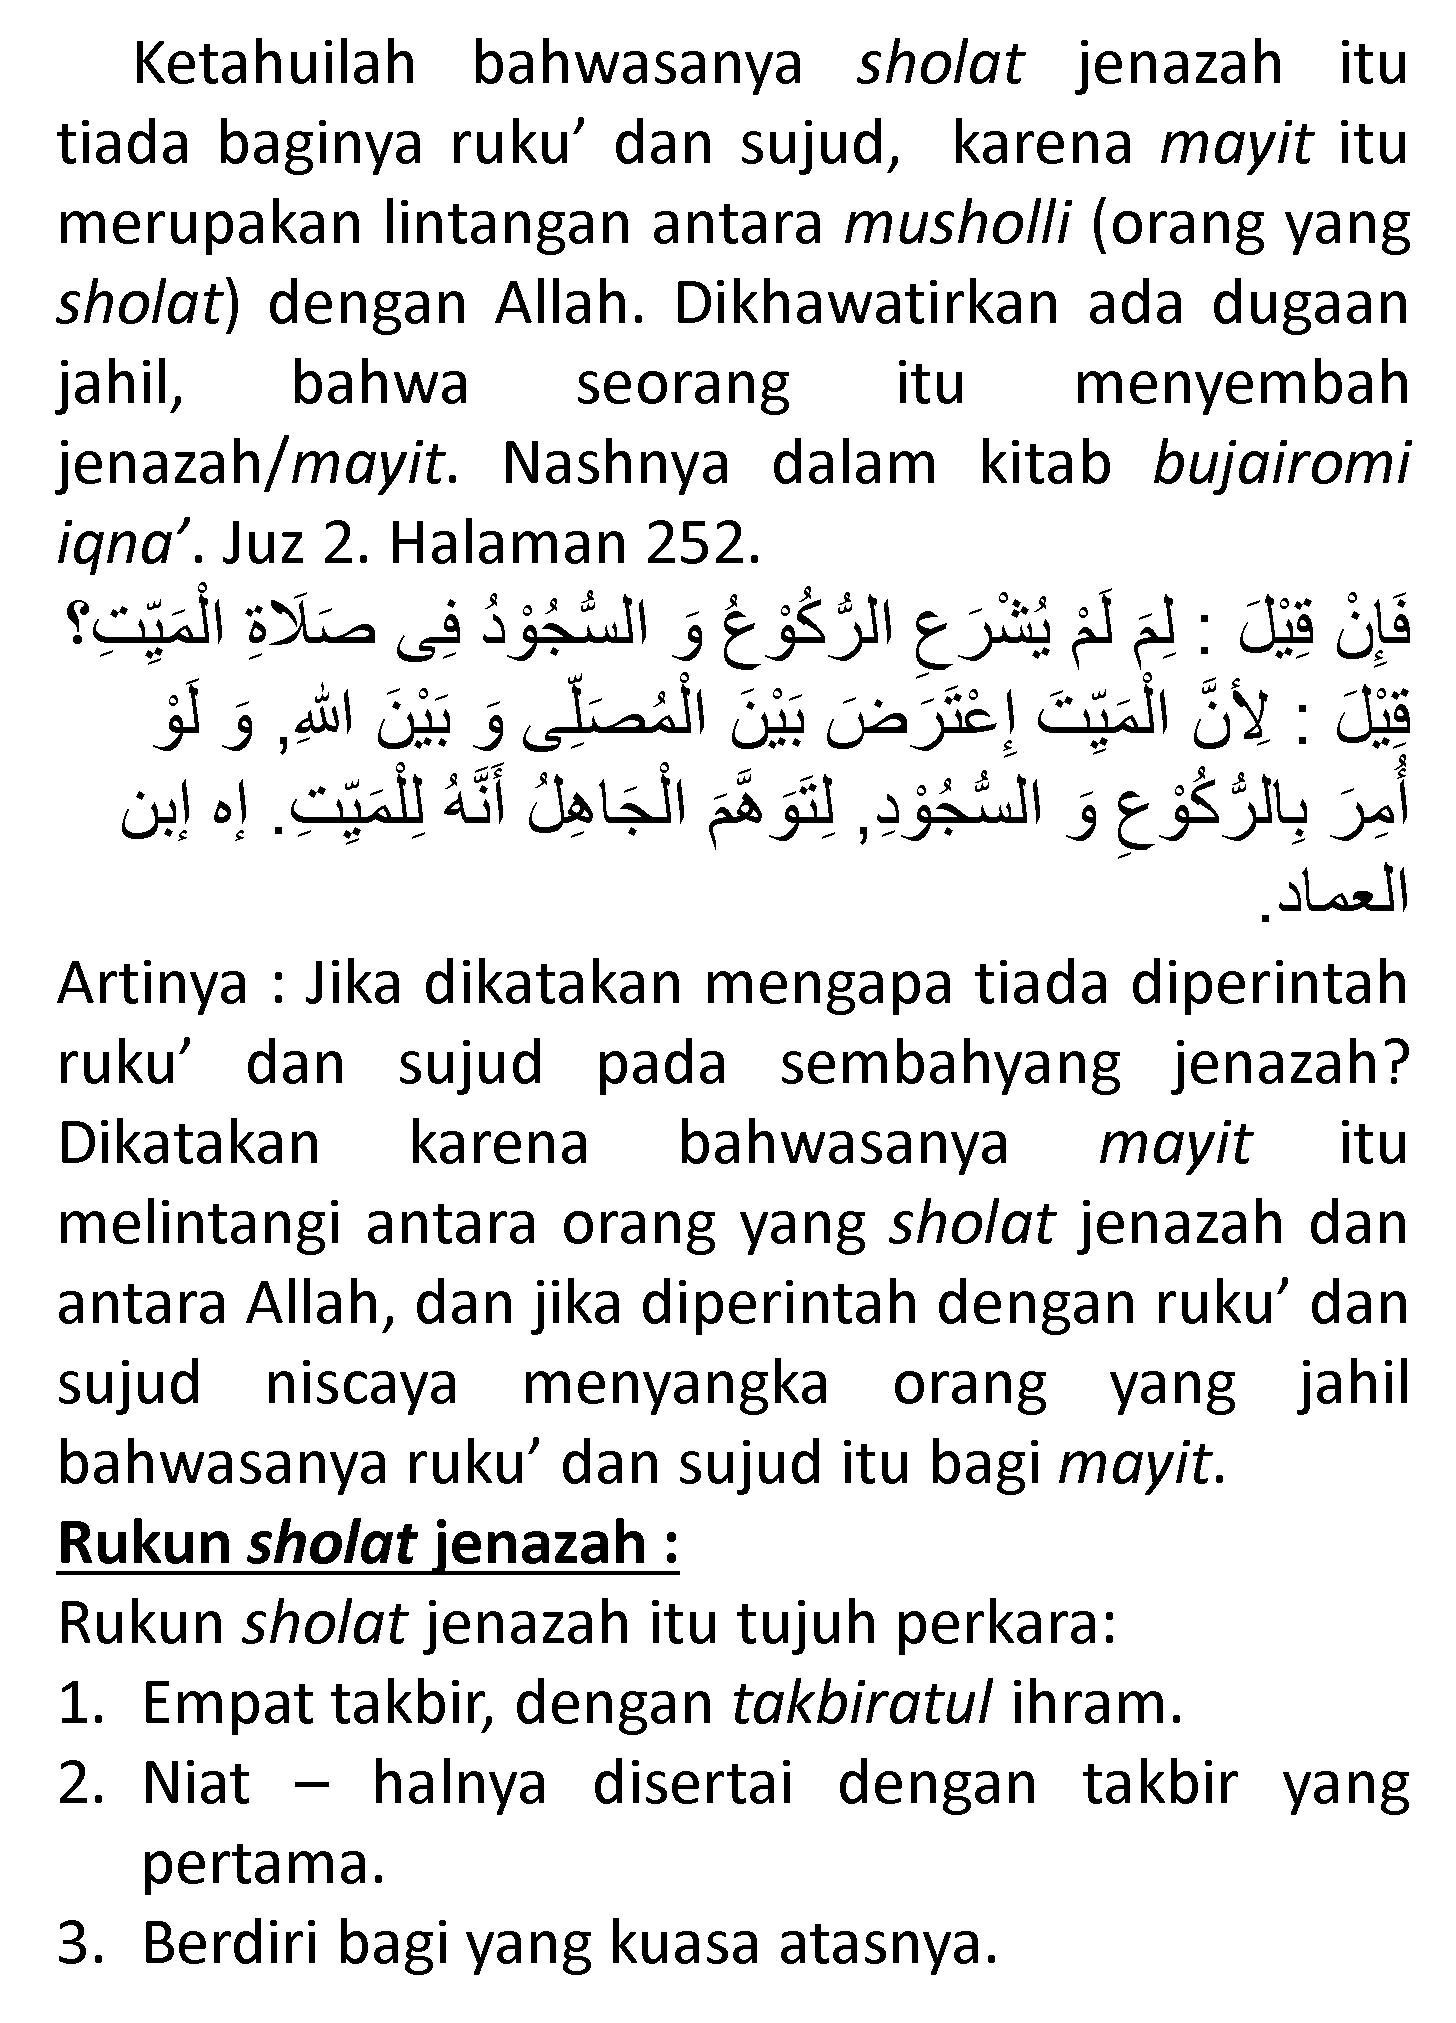 Ketahuilah bahwasanya sholat jenazah itu
tiada baginya ruku’ dan sujud, karena mayit itu
merupakan lintangan antara musholli (orang yang
sholat) dengan Allah. Dikhawatirkan ada dugaan
jahil, bahwa seorang itu menyembah
jenazah/mayit. Nashnya dalam kitab bujairomi
iqna’. Juz 2. Halaman 252.
فَإِنْ قِيْلَ : لِمَ لَمْ يُشْرَعِ الرُّكُوْعُ وَ السُّجُوْدُ فِى صَلَاةِ الْمَيِّتِ؟
قِيْلَ : لِأَنَّ الْمَيِّتَ إِعْتَرَضَ بَيْنَ الْمُصَلِّى وَ بَيْنَ اللهِ, وَ لَوْ
أُمِرَ بِالرُّكُوْعِ وَ السُّجُوْدِ, لِتَوَهَّمَ الْجَاهِلُ أَنَّهُ لِلْمَيِّتِ. إه إبن
العماد.
Artinya : Jika dikatakan mengapa tiada diperintah
ruku’ dan sujud pada sembahyang jenazah?
Dikatakan karena bahwasanya mayit itu
melintangi antara orang yang sholat jenazah dan
antara Allah, dan jika diperintah dengan ruku’ dan
sujud niscaya menyangka orang yang jahil
bahwasanya ruku’ dan sujud itu bagi mayit.
Rukun sholat jenazah :
Rukun sholat jenazah itu tujuh perkara:
1. Empat takbir, dengan takbiratul ihram.
2. Niat – halnya disertai dengan takbir yang
pertama.
3. Berdiri bagi yang kuasa atasnya.